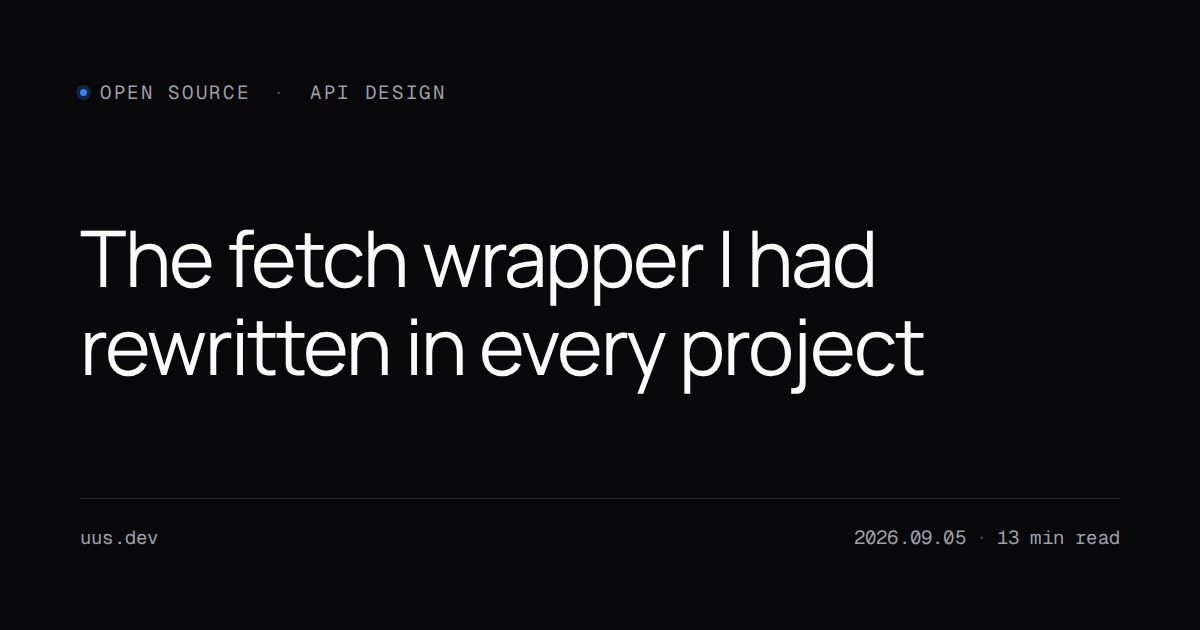 OPEN SOURCE · API DESIGN
The fetch wrapper I had
rewritten in every project
uus.dev
2026.09.05 · 13 min read